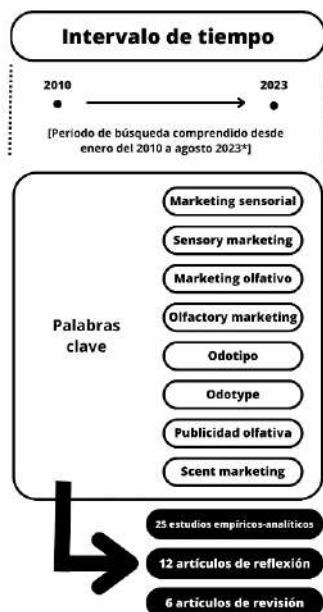 Intervalo de tiempo
2010
2023
[Periodo de búsqueda comprendido desde
enero del 2010 a agosto 2023*]
Palabras
clave
Marketing sensorial
Sensory marketing
Marketing olfativo
Olfactory marketing
Odotipo
Odotype
Publicidad olfativa
Scent marketing
25 estudios empíricos-analíticos
12 artículos de reflexión
6 artículos de revisión